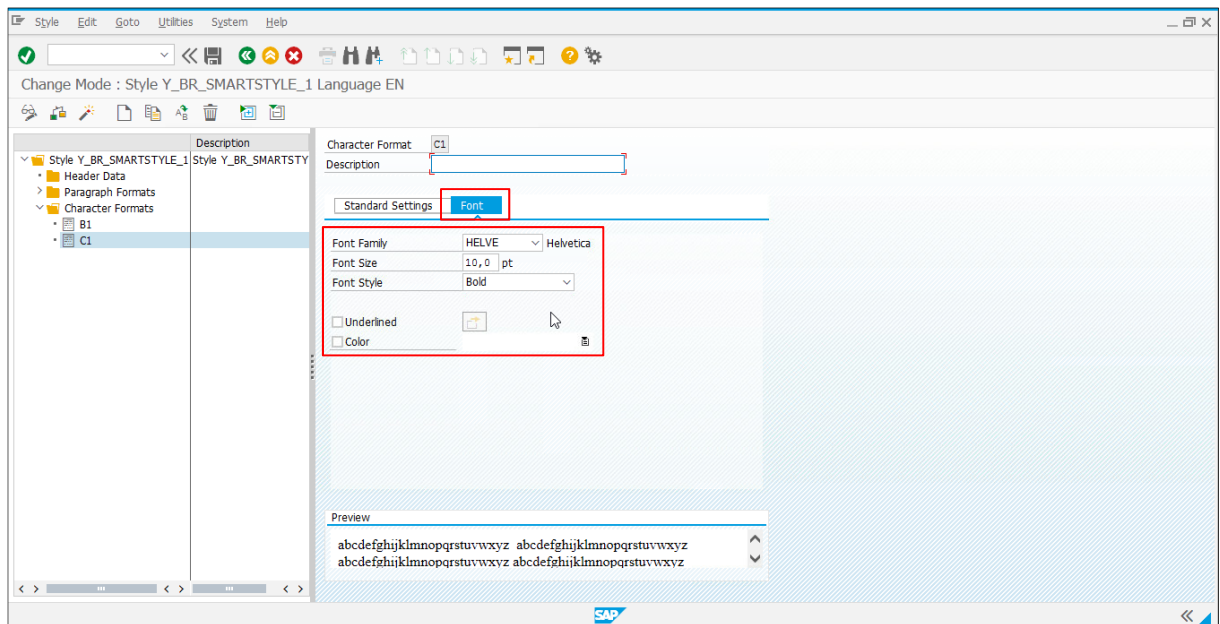 Style Edit Goto Utilities System Help
Change Mode : Style Y_BR_SMARTSTYLE_1 Language EN
Description
Style Y_BR_SMARTSTYLE_1 Style Y_BR_SMARTSTY
Header Data
Paragraph Formats
Character Formats
B1
C1
Character Format C1
Description
Standard Settings Font
Font Family HELVE Helvetica
Font Size 10,0 pt
Font Style Bold
Underlined
Color
Preview
abcdefghijklmnopqrstuvwxyz abcdefghijklmnopqrstuvwxyz
abcdefghijklmnopqrstuvwxyz abcdefghijklmnopqrstuvwxyz
SAP